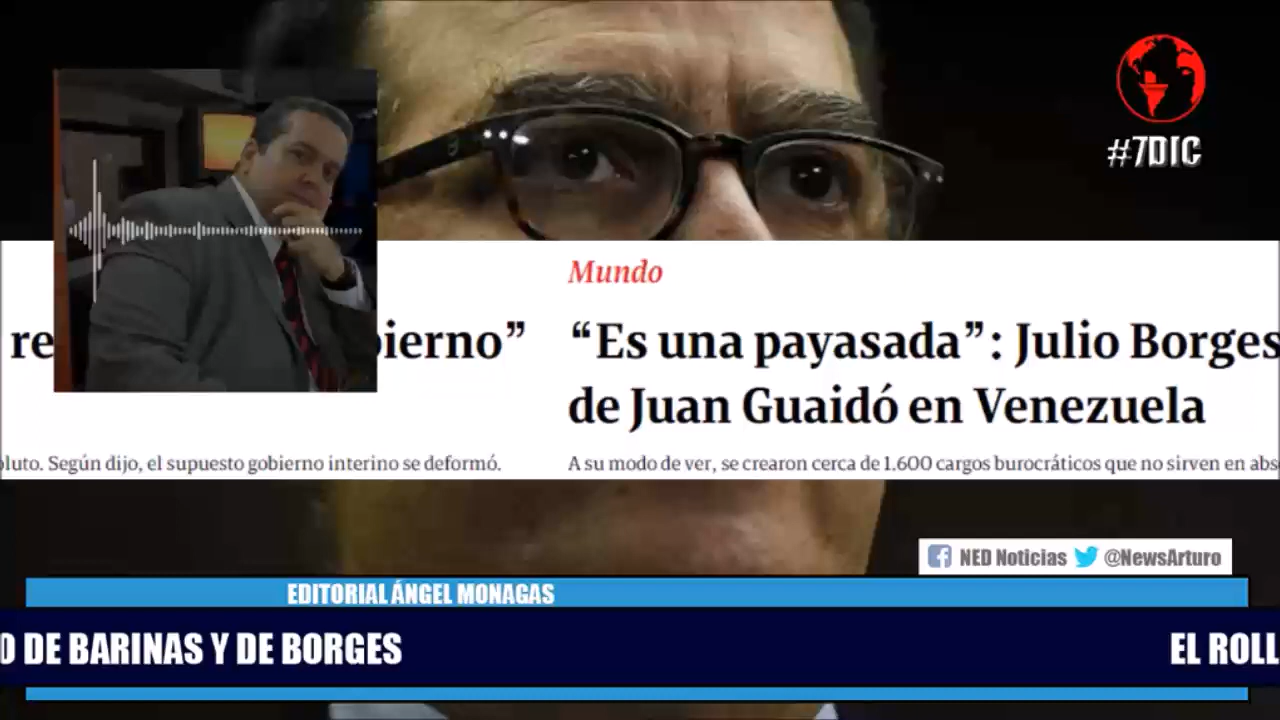 #7DIC
Mundo
re ierno” “Es una payasada”: Julio Borges
de Juan Guaidó en Venezuela
oluto. Según dijo, el supuesto gobierno interino se deformó. A su modo de ver, se crearon cerca de 1.600 cargos burocráticos que no sirven en abs
NED Noticias @NewsArturo
EDITORIAL ÁNGEL MONAGAS
O DE BARINAS Y DE BORGES EL ROLL